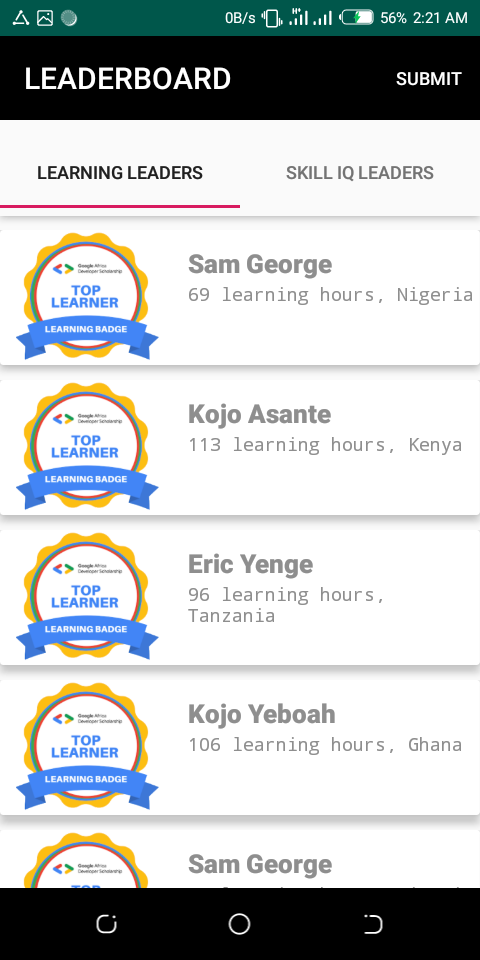 0B/s 56% 2:21 AM
LEADERBOARD SUBMIT
LEARNING LEADERS SKILL IQ LEADERS
Google Africa
Developer Scholarship
TOP
LEARNER
LEARNING BADGE
Sam George
69 learning hours, Nigeria
Google Africa
Developer Scholarship
TOP
LEARNER
LEARNING BADGE
Kojo Asante
113 learning hours, Kenya
Google Africa
Developer Scholarship
TOP
LEARNER
LEARNING BADGE
Eric Yenge
96 learning hours,
Tanzania
Google Africa
Developer Scholarship
TOP
LEARNER
LEARNING BADGE
Kojo Yeboah
106 learning hours, Ghana
Google Africa
Developer Scholarship
TOP
Sam George